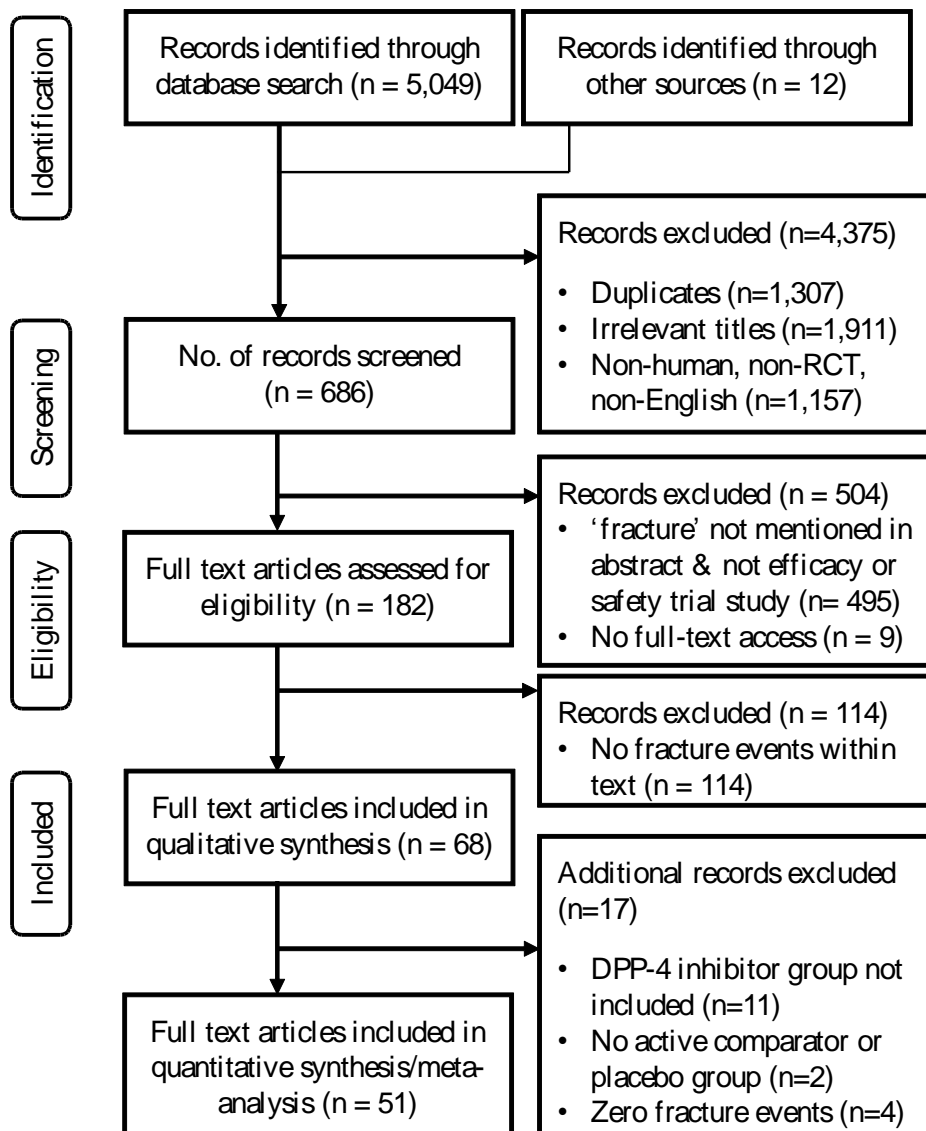 Identification
Records identified through
database search (n = 5,049)
Records identified through
other sources (n = 12)
Records excluded (n=4,375)
• Duplicates (n=1,307)
• Irrelevant titles (n=1,911)
• Non-human, non-RCT,
non-English (n=1,157)
Screening
No. of records screened
(n = 686)
Records excluded (n = 504)
• ‘fracture’ not mentioned in
abstract & not efficacy or
safety trial study (n= 495)
• No full-text access (n = 9)
Eligibility
Full text articles assessed for
eligibility (n = 182)
Records excluded (n = 114)
• No fracture events within
text (n = 114)
Included
Full text articles included in
qualitative synthesis (n = 68)
Additional records excluded
(n=17)
• DPP-4 inhibitor group not
included (n=11)
• No active comparator or
placebo group (n=2)
• Zero fracture events (n=4)
Full text articles included in
quantitative synthesis/meta-
analysis (n = 51)